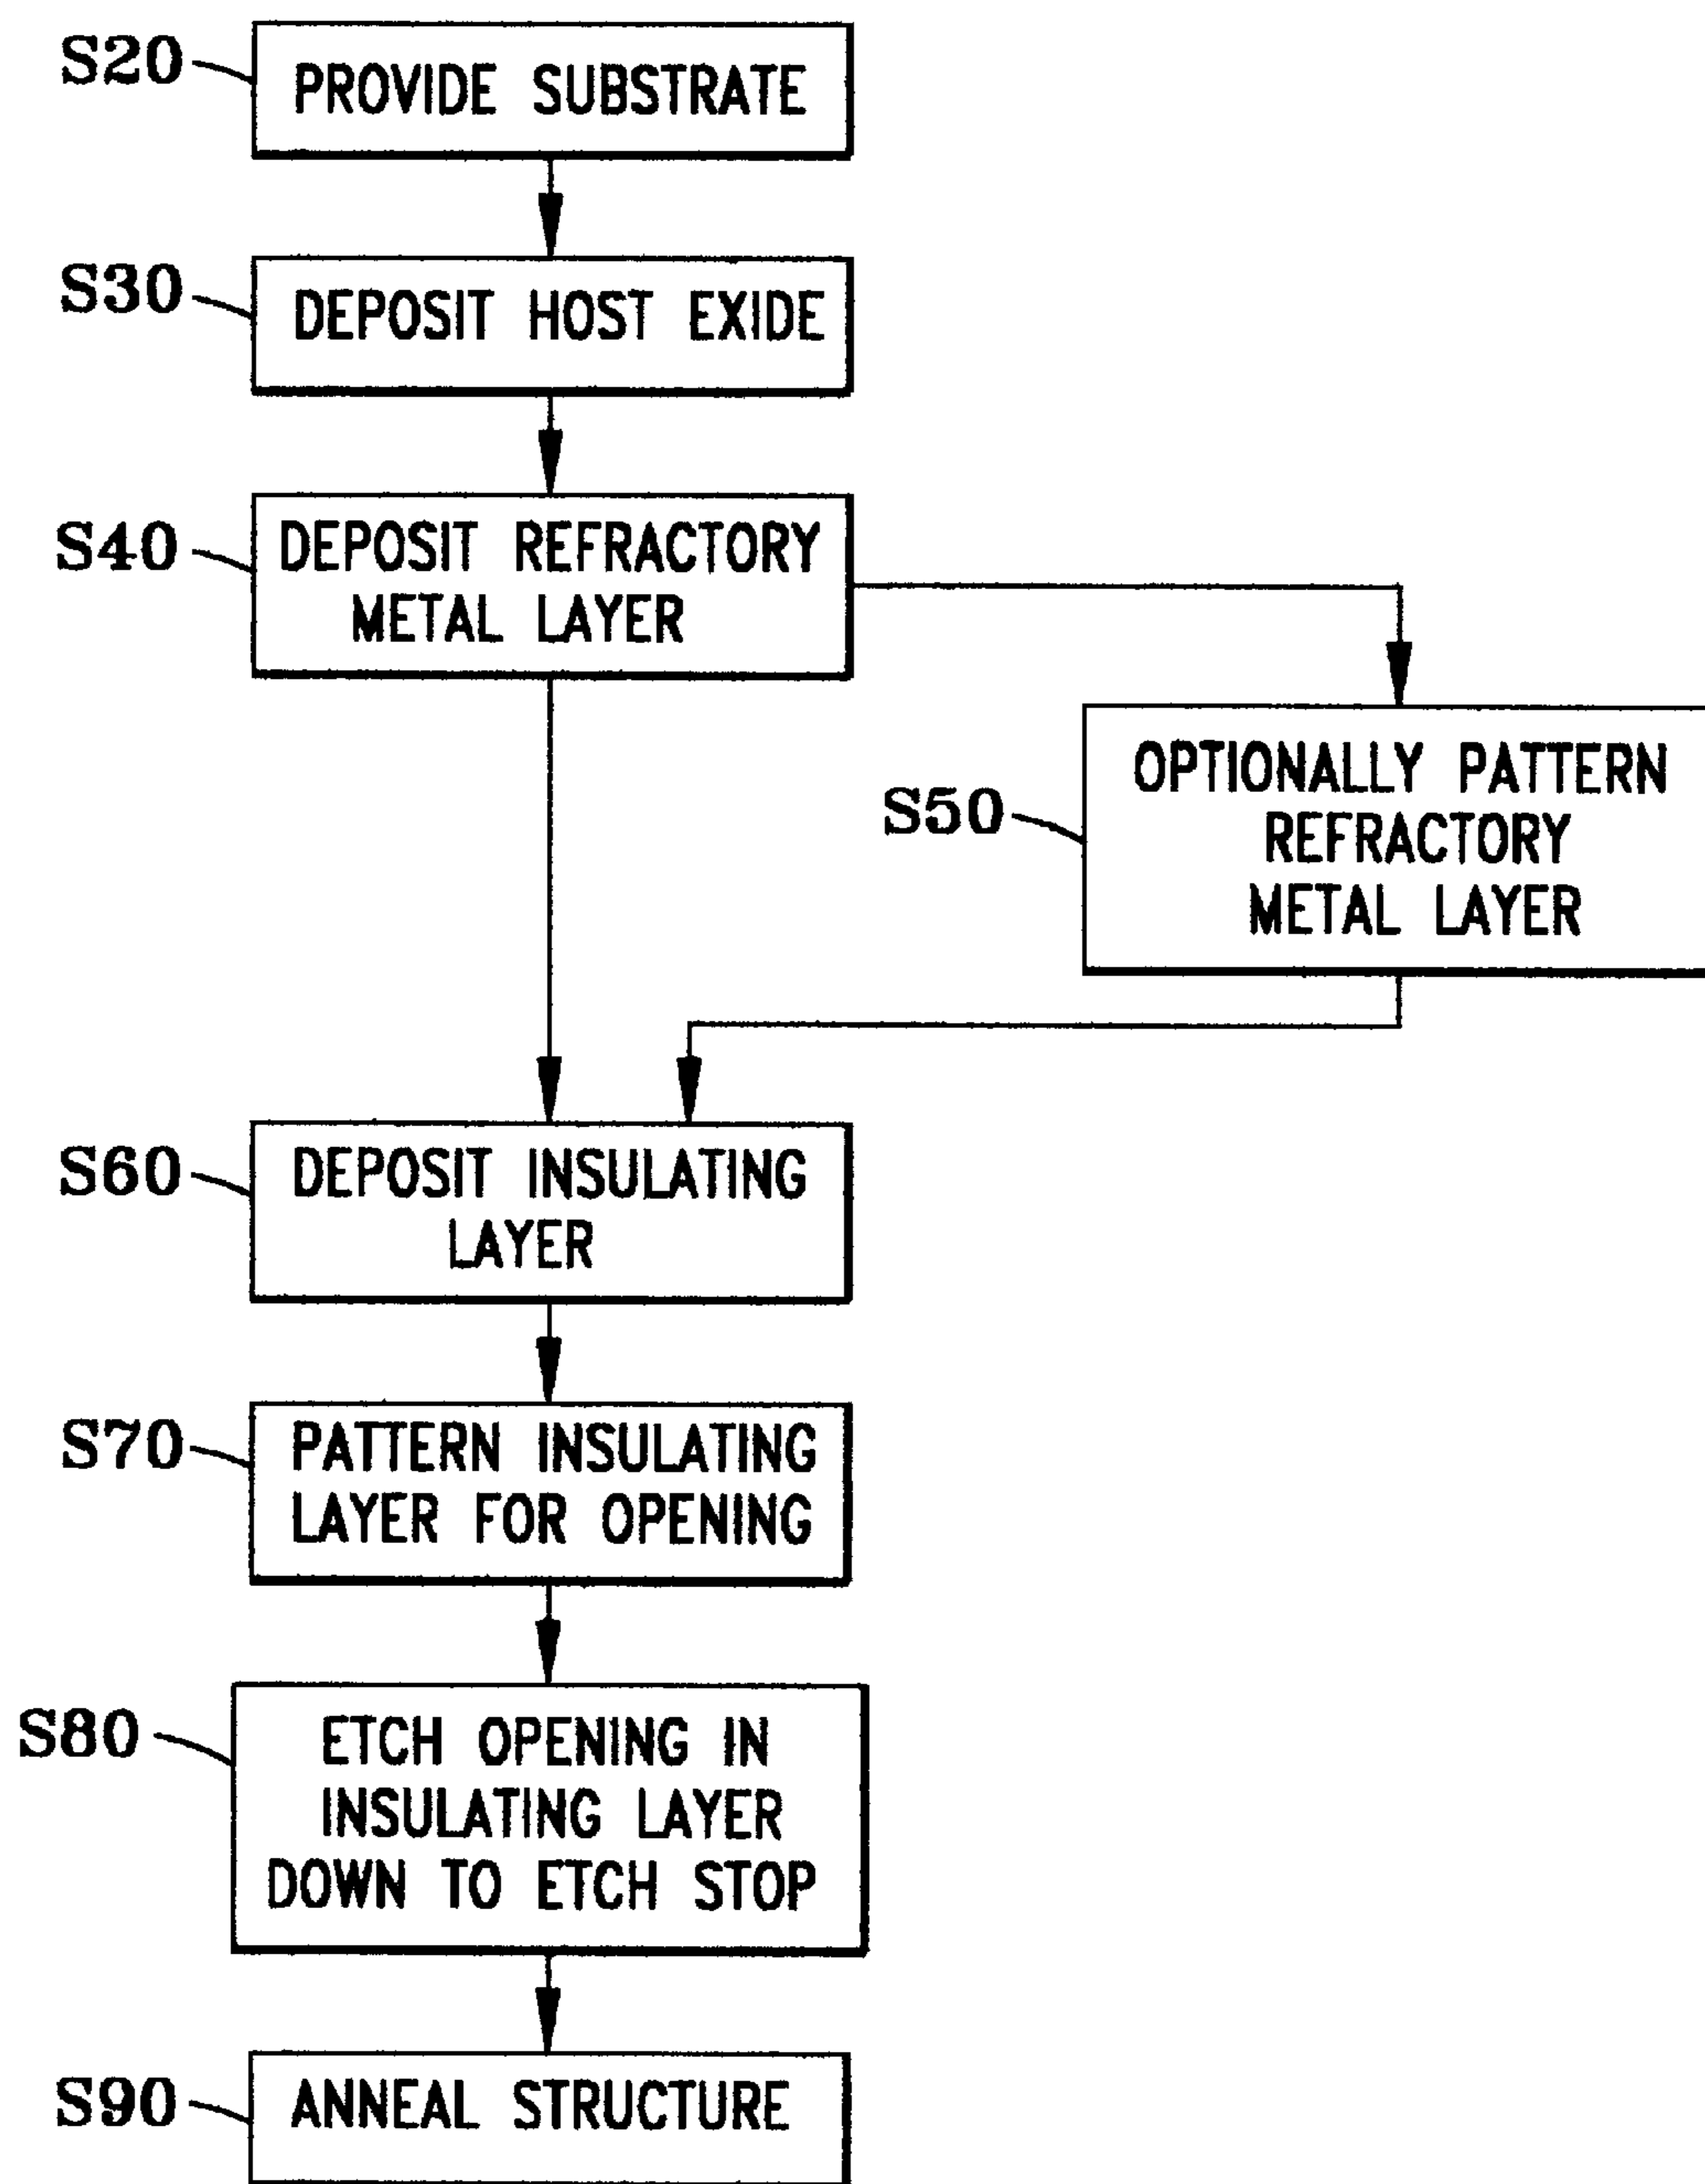 S20
PROVIDE SUBSTRATE
S30
DEPOSIT HOST EXIDE
S40
DEPOSIT REFRACTORY
METAL LAYER
S50
OPTIONALLY PATTERN
REFRACTORY
METAL LAYER
S60
DEPOSIT INSULATING
LAYER
S70
PATTERN INSULATING
LAYER FOR OPENING
S80
ETCH OPENING IN
INSULATING LAYER
DOWN TO ETCH STOP
S90
ANNEAL STRUCTURE